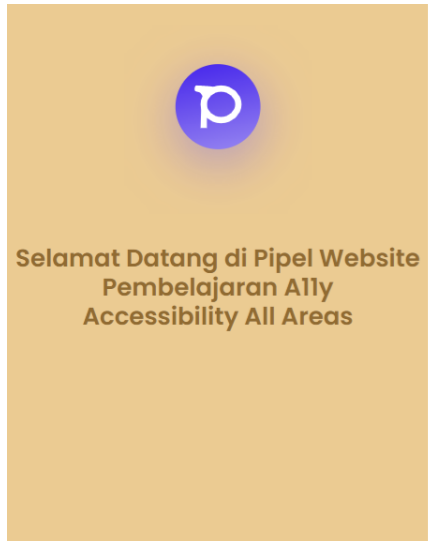 Selamat Datang di Pipel Website
Pembelajaran A11y
Accessibility All Areas